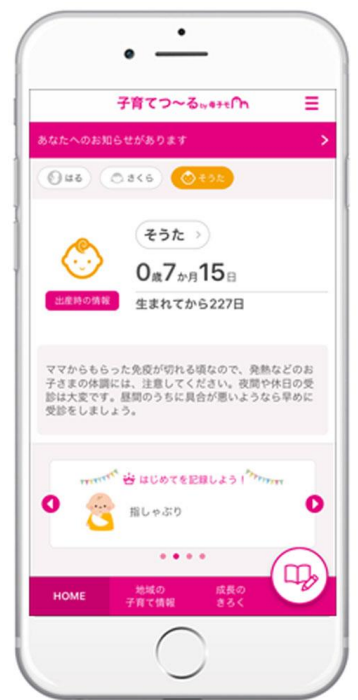 子育てつ〜る by 母子モ
あなたへのお知らせがあります
はる さくら そうた
そうた
0歳7か月15日
出産時の情報
生まれてから227日
ママからもらった免疫が切れる頃なので、発熱などのお
子さまの体調には、注意してください。夜間や休日の受
診は大変です。昼間のうちに具合が悪いようなら早めに
受診をしましょう。
はじめてを記録しよう！
指しゃぶり
HOME
地域の
子育て情報
成長の
きろく